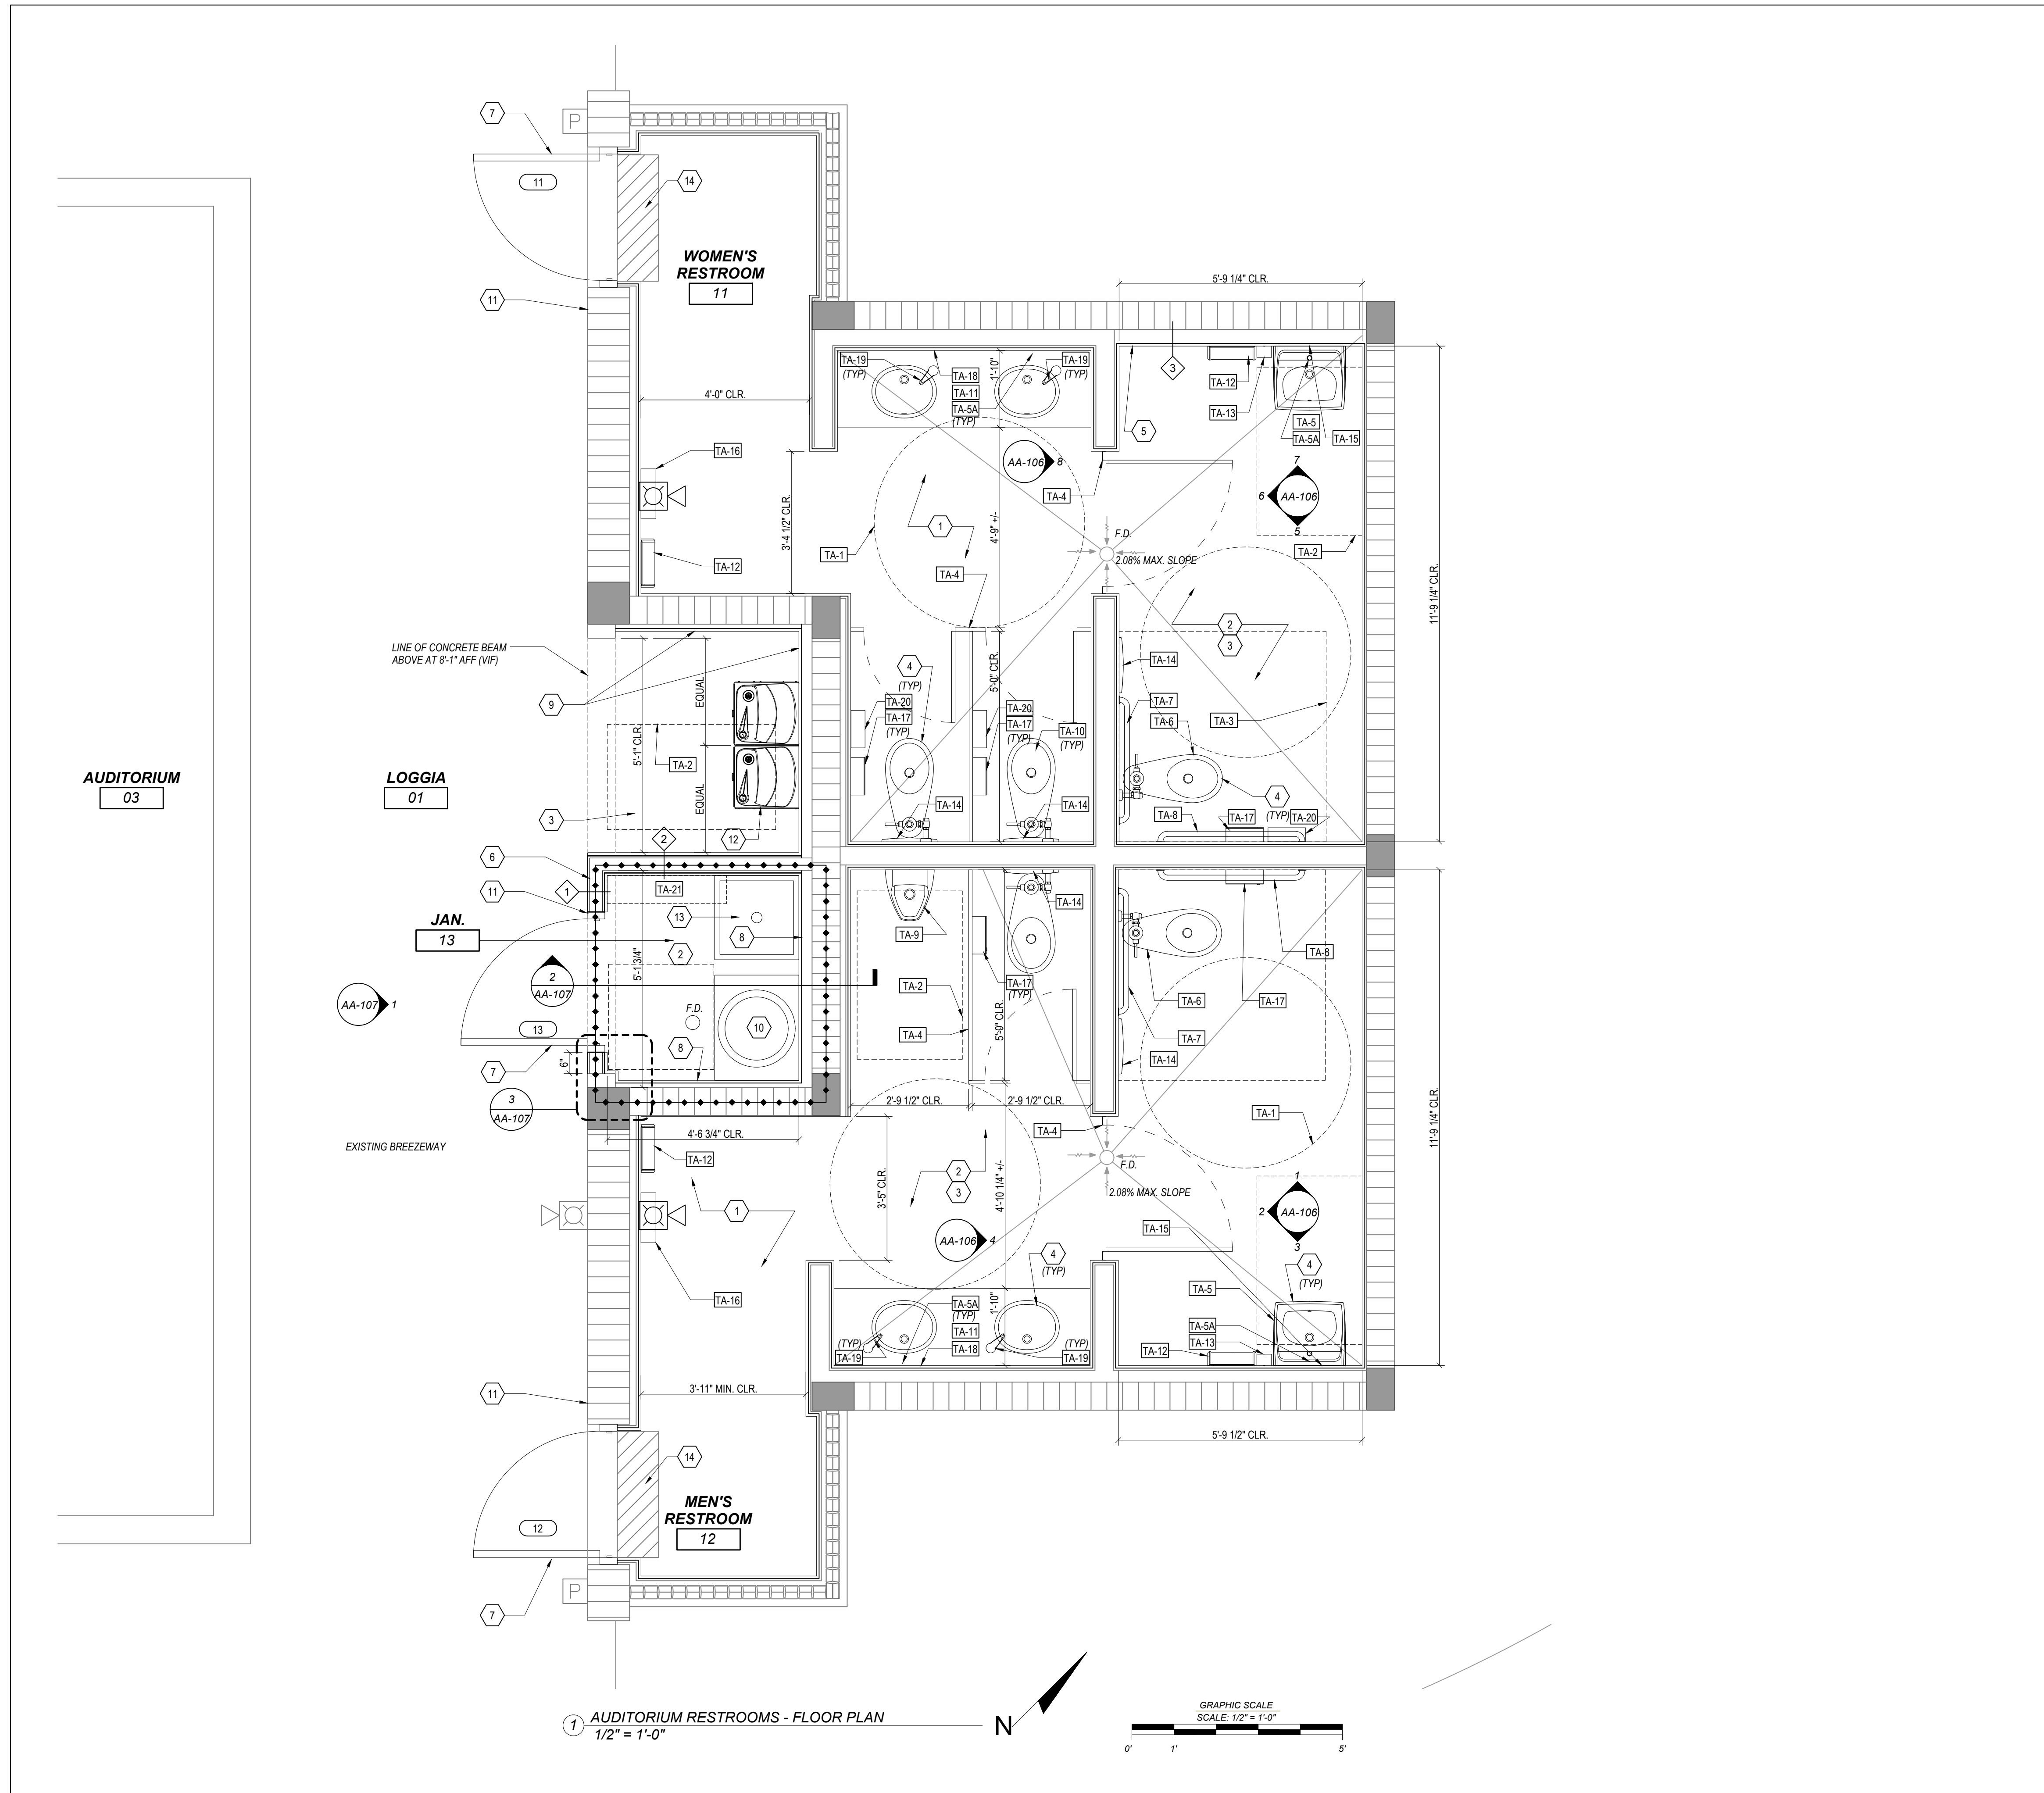 7
P
11
14
WOMEN'S
RESTROOM
11
11
5'-9 1/4" CLR.
TA-19
(TYP)
TA-18
TA-11
TA-5A
(TYP)
1'-10"
TA-19
(TYP)
3
TA-12
TA-13
TA-5
TA-5A
TA-15
4'-0" CLR.
5
TA-16
AA-106
8
TA-4
7
6
AA-106
5
3'-4 1/2" CLR.
1
4'-9" +/-
TA-1
F.D.
2.08% MAX. SLOPE
TA-2
TA-12
TA-4
11'-9 1/4" CLR.
LINE OF CONCRETE BEAM
ABOVE AT 8'-1" AFF (VIF)
2
3
4
(TYP)
5'-0" CLR.
TA-14
9
EQUAL
5'-1" CLR.
TA-20
TA-17
(TYP)
TA-20
TA-17
(TYP)
TA-10
(TYP)
TA-7
TA-6
TA-3
TA-2
AUDITORIUM
03
LOGGIA
01
EQUAL
3
12
2
TA-14
TA-14
4
(TYP)
TA-8
TA-17
TA-20
6
11
1
TA-21
JAN.
13
13
8
2
5'-1 3/4"
TA-9
TA-14
TA-8
2
AA-107
TA-2
TA-17
(TYP)
TA-6
TA-17
AA-107
1
F.D.
13
10
TA-4
5'-0" CLR.
TA-7
8
TA-14
7
6"
3
AA-107
2'-9 1/2" CLR.
2'-9 1/2" CLR.
TA-1
11'-9 1/4" CLR.
4'-6 3/4" CLR.
TA-4
EXISTING BREEZEWAY
TA-12
F.D.
2.08% MAX. SLOPE
2
3
3'-5" CLR.
4'-10 1/4" +/-
1
1
2
AA-106
3
AA-106
4
TA-15
4
(TYP)
4
(TYP)
TA-16
TA-5
TA-5A
(TYP)
TA-11
TA-18
1'-10"
(TYP)
TA-19
(TYP)
TA-19
TA-5A
TA-13
TA-12
3'-11" MIN. CLR.
11
5'-9 1/2" CLR.
14
MEN'S
RESTROOM
12
12
P
7
1
AUDITORIUM RESTROOMS - FLOOR PLAN
1/2" = 1'-0"
N
GRAPHIC SCALE
SCALE: 1/2" = 1'-0"
0' 1' 5'